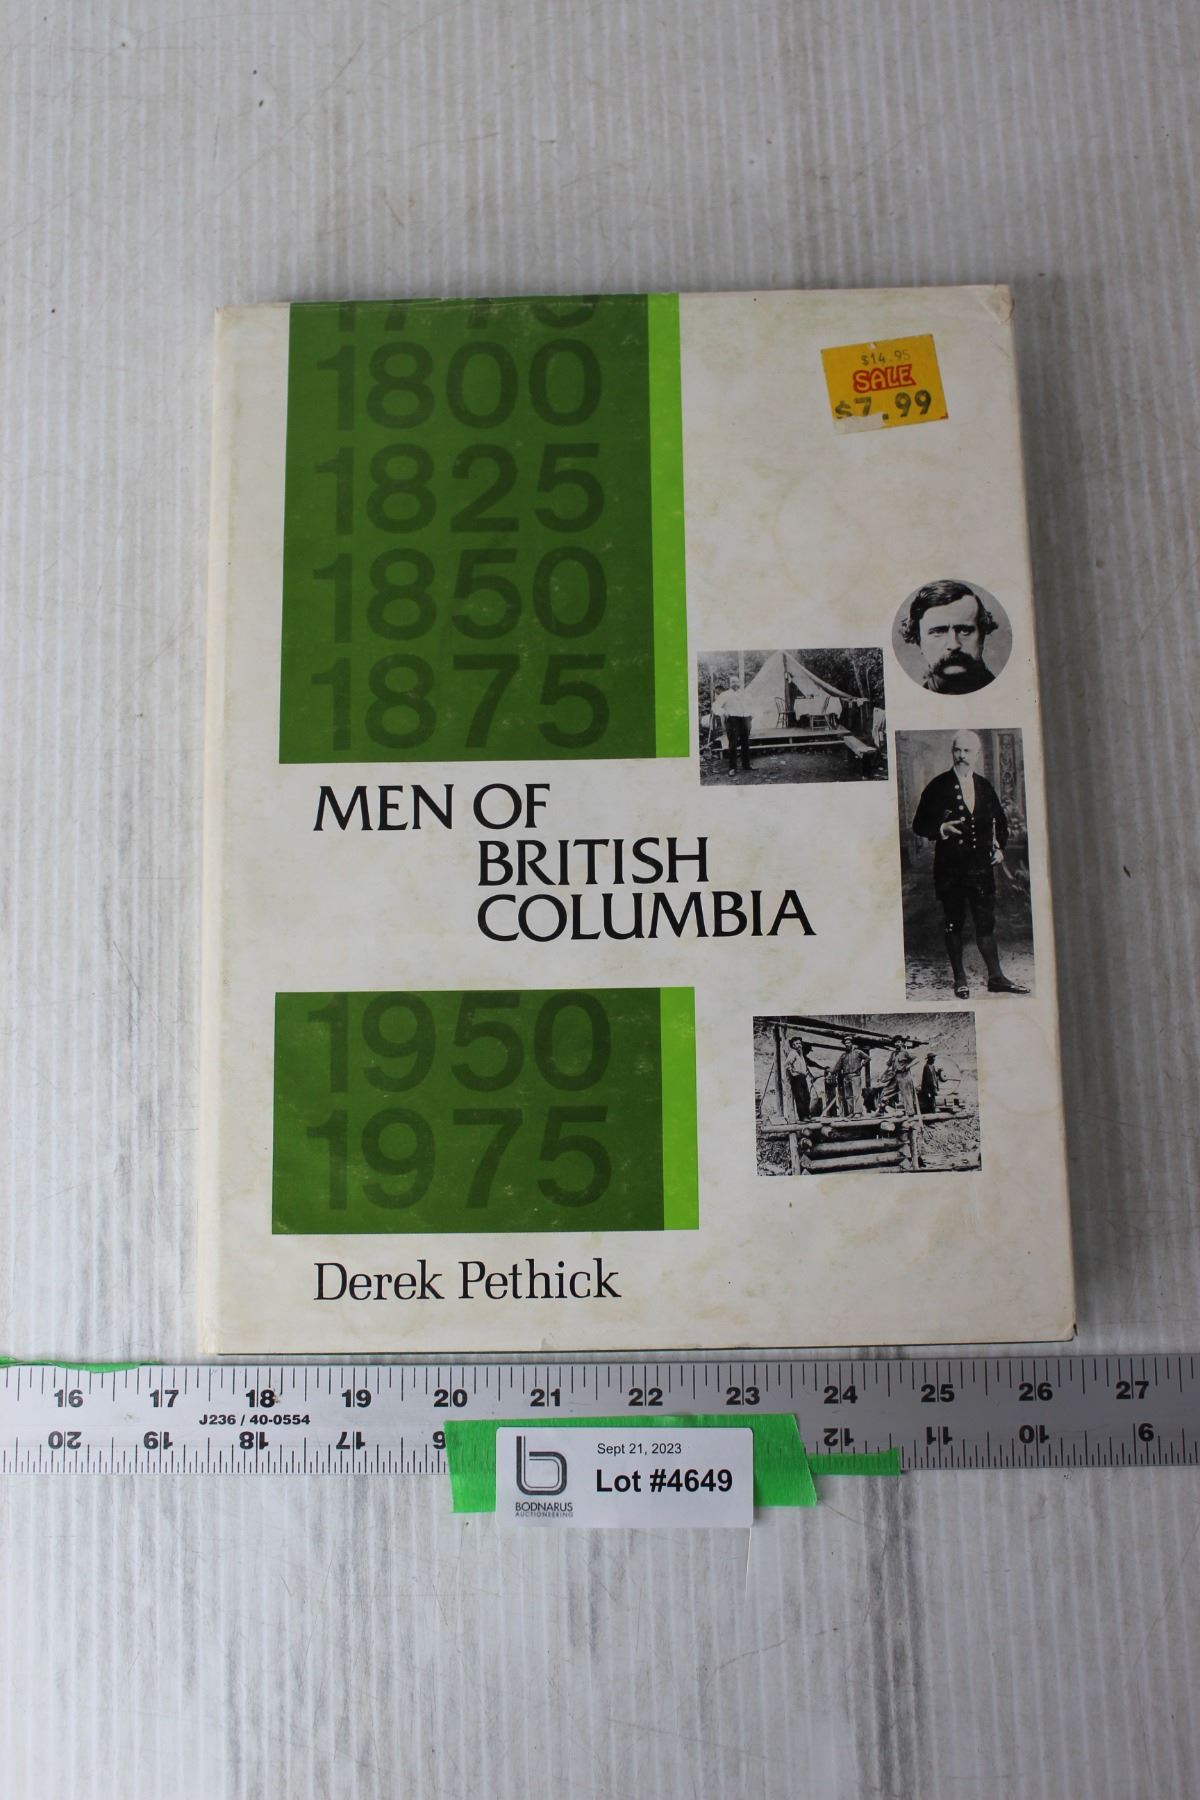 1800
1825
1850
1875
$14.95
SALE
$7.99
MEN OF
BRITISH
COLUMBIA
1950
1975
Derek Pethick
16 17 18 19 20 21 22 23 24 25 26 27
J236 / 40-0554
20 19 18 17 16 12 11 10 9
Sept 21, 2023
Lot #4649
b
BODNARUS
AUCTIONEERING